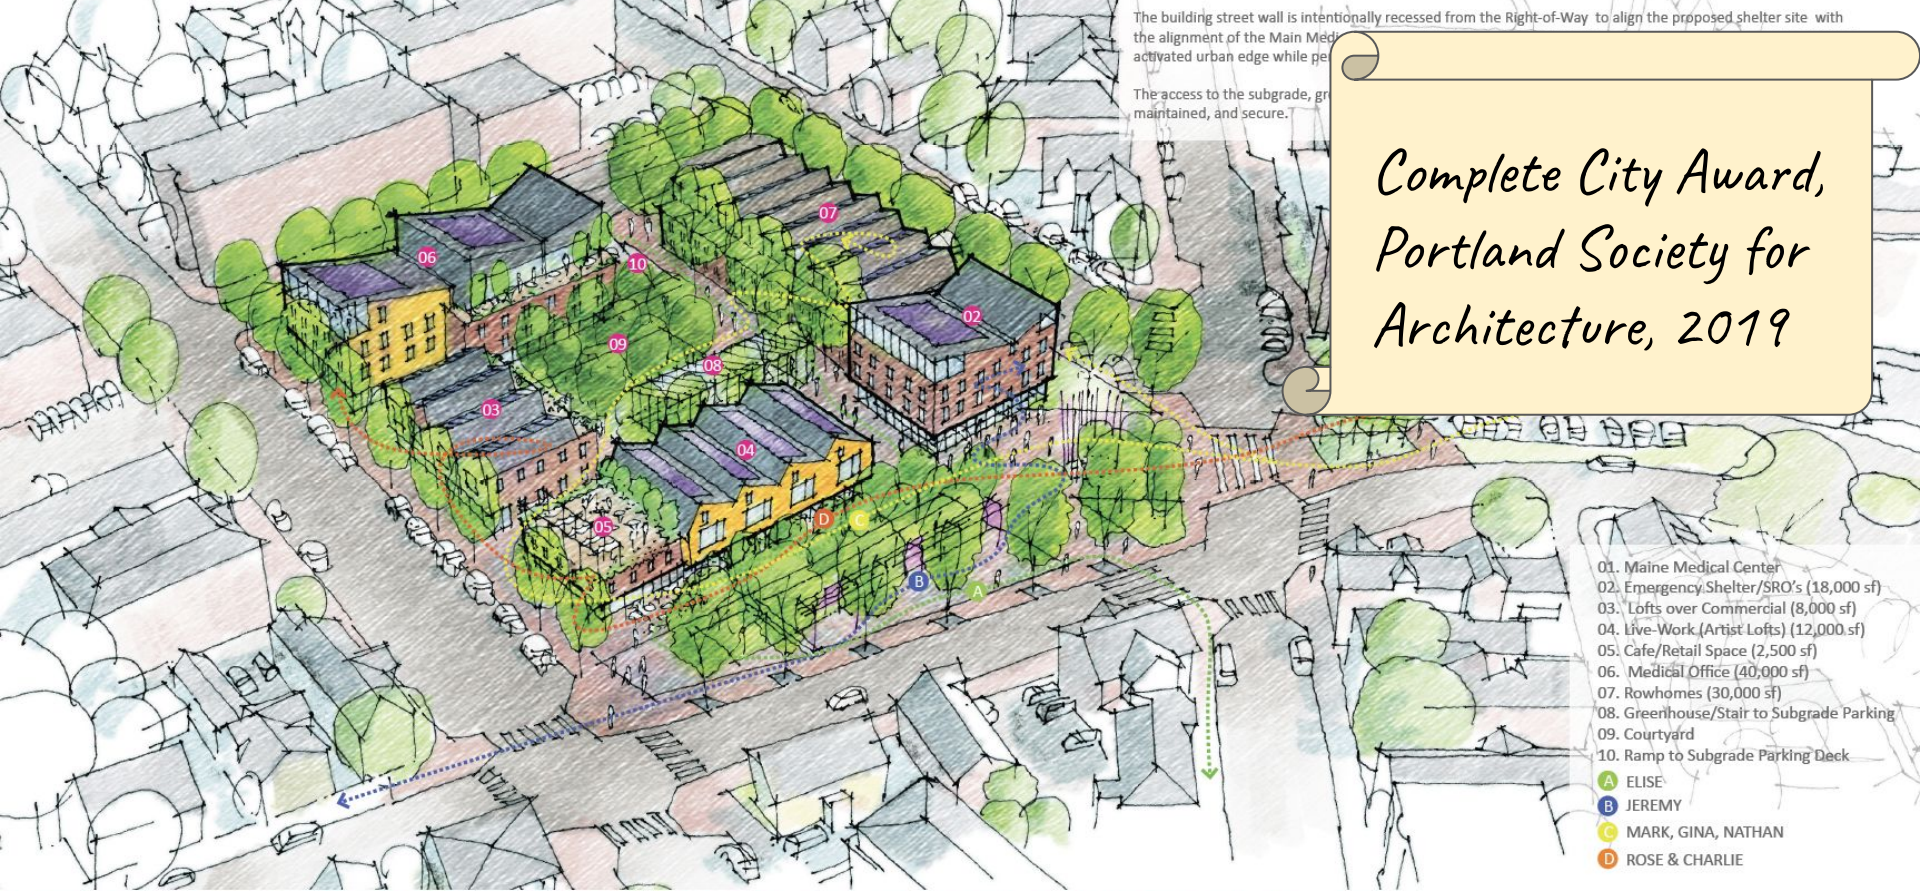 The building street wall is intentionally recessed from the Right-of-Way to align the proposed shelter site with
the alignment of the Main
activated urban edge while
The access to the subgrade,
maintained, and secure.
Complete City Award,
Portland Society for
Architecture, 2019
07
06
10
02
09
08
03
04
05
D
C
B
A
01. Maine Medical Center
02. Emergency Shelter/SRO's (18,000 sf)
03. Lofts over Commercial (8,000 sf)
04. Live-Work (Artist Lofts) (12,000 sf)
05. Cafe/Retail Space (2,500 sf)
06. Medical Office (40,000 sf)
07. Rowhomes (30,000 sf)
08. Greenhouse/Stair to Subgrade Parking
09. Courtyard
10. Ramp to Subgrade Parking Deck
A ELISE
B JEREMY
C MARK, GINA, NATHAN
D ROSE & CHARLIE